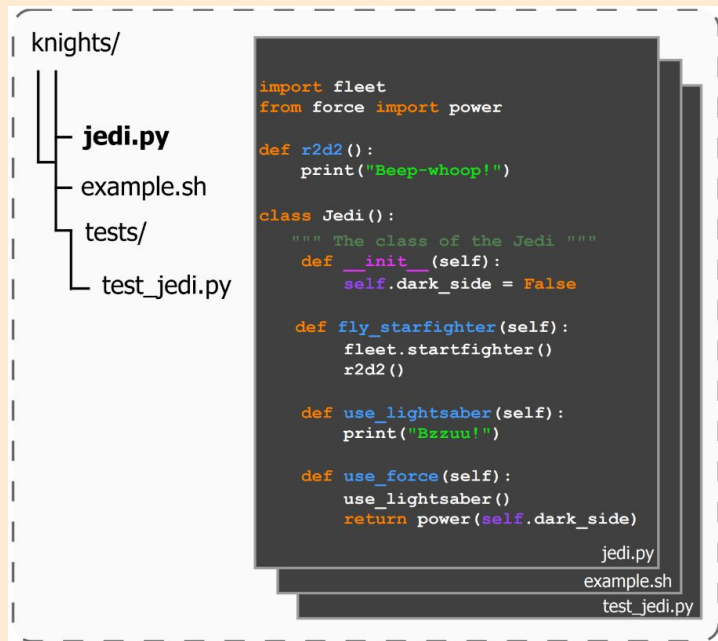 knights/
jedi.py
example.sh
tests/
test_jedi.py
import fleet
from force import power
def r2d2():
print("Beep-whoop!")
class Jedi():
""" The class of the Jedi """
def __init__(self):
self.dark_side = False
def fly_starfighter(self):
fleet.startfighter()
r2d2()
def use_lightsaber(self):
print("Bzzuu!")
def use_force(self):
use_lightsaber()
return power(self.dark_side)
jedi.py
example.sh
test_jedi.py